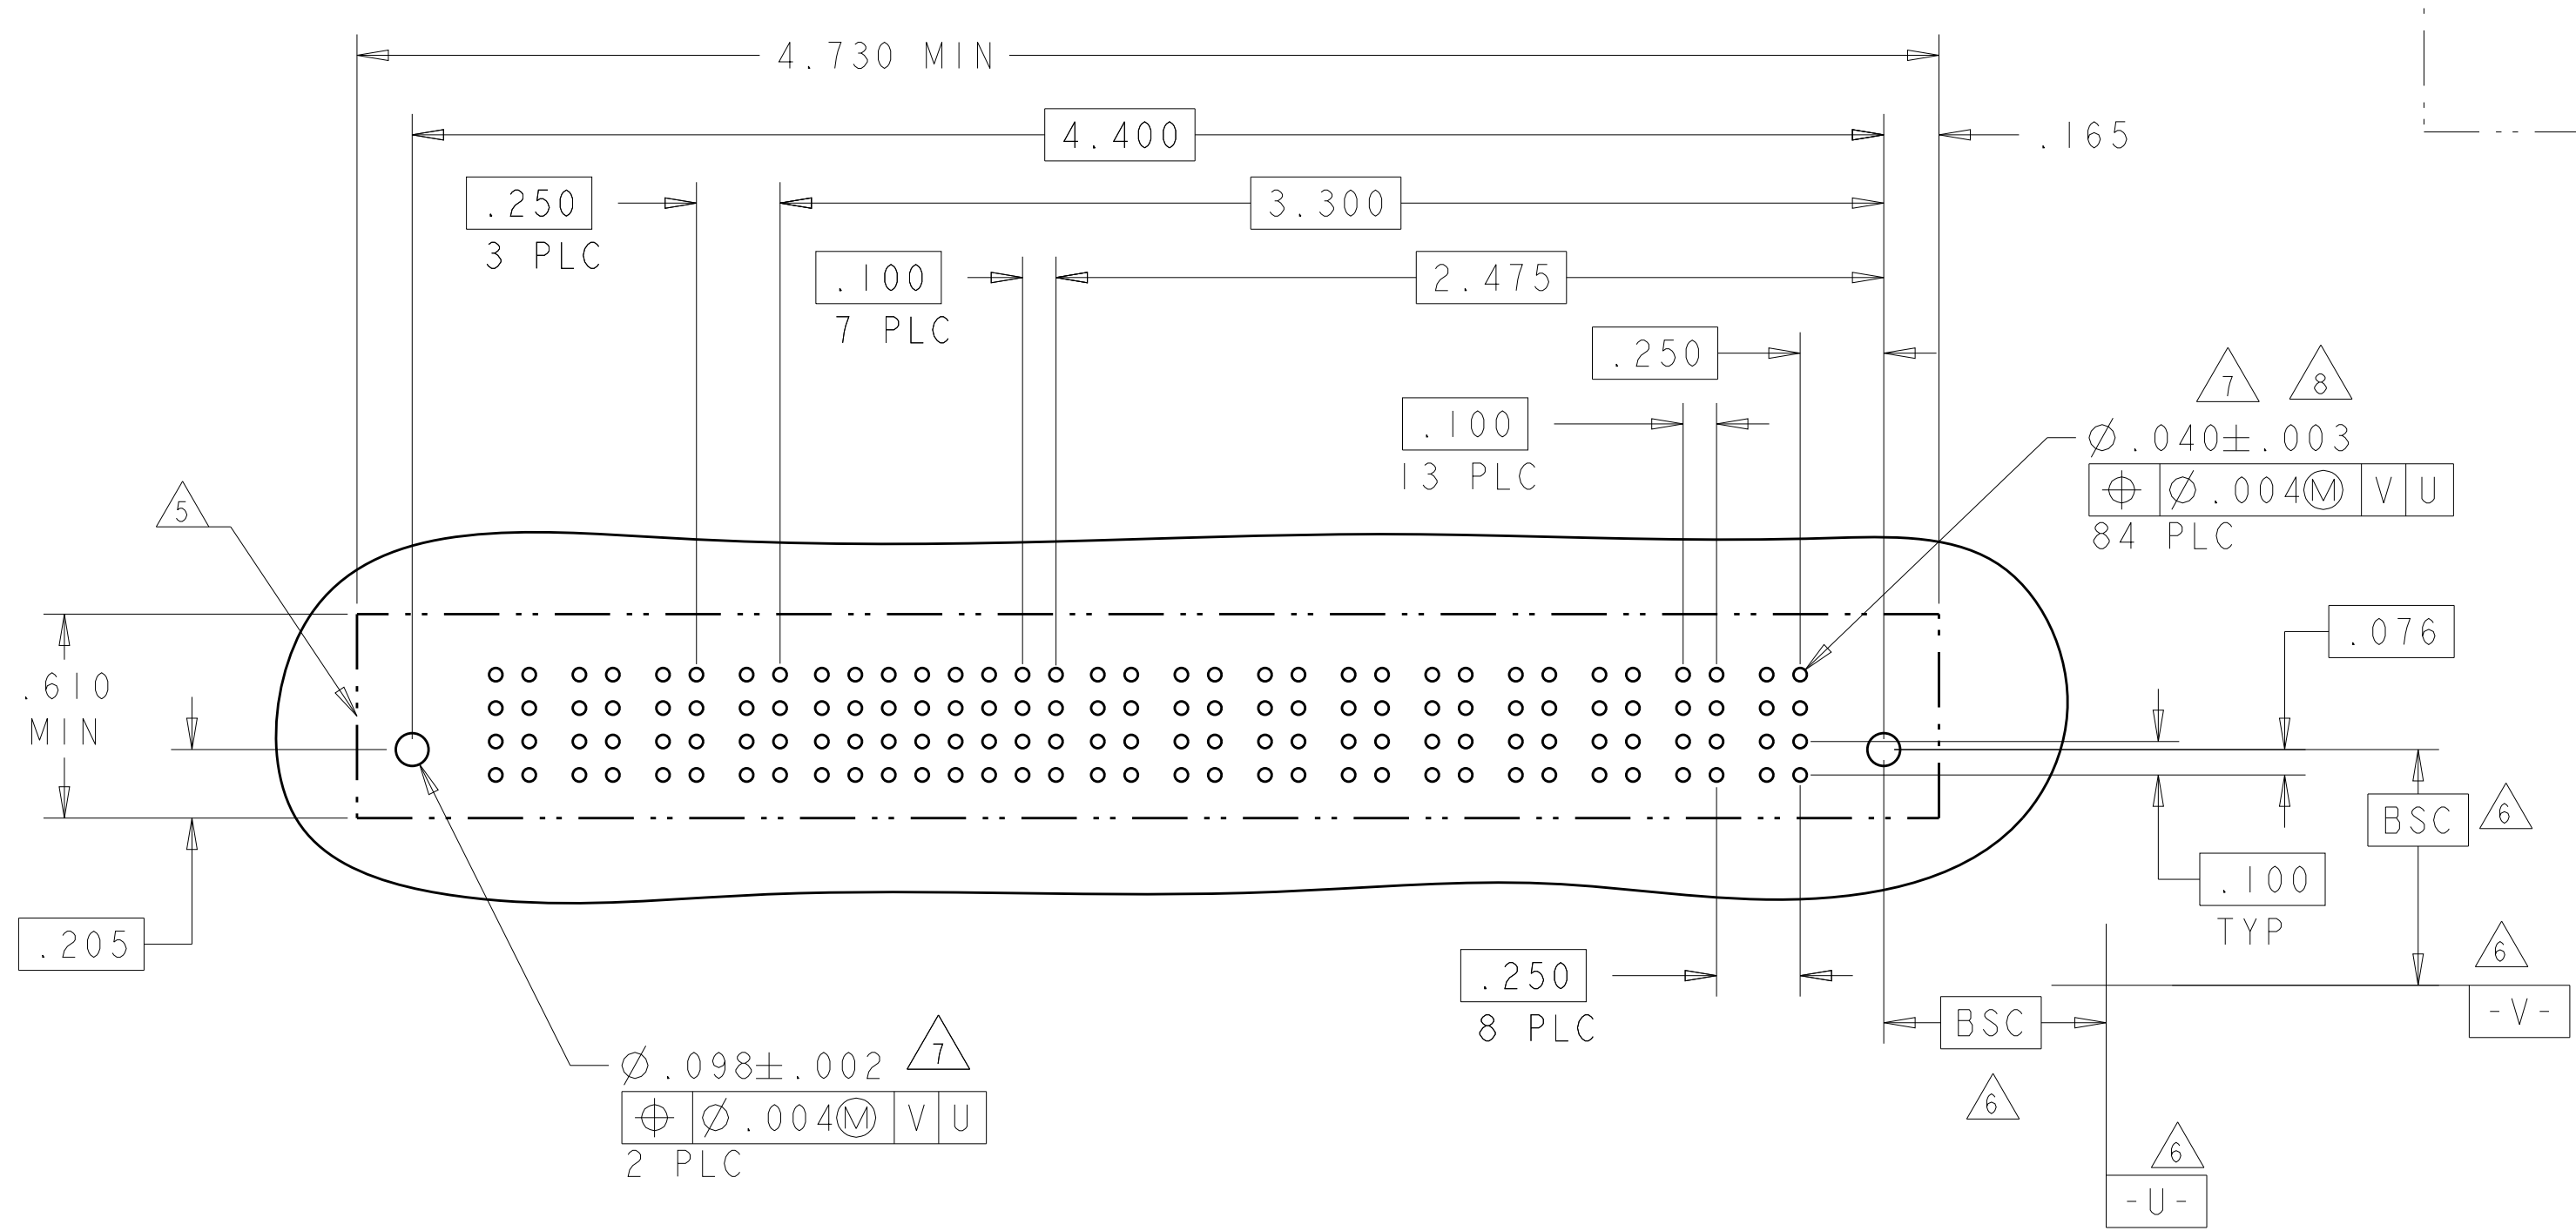 4.730 MIN
4.400
.165
.250
3 PLC
3.300
.100
7 PLC
2.475
.250
.100
13 PLC
7
8
Ø.040±.003
⌖ Ø.004Ⓜ V U
84 PLC
5
.610
MIN
.076
BSC
6
.100
TYP
.205
.250
8 PLC
6
-V-
BSC
6
Ø.098±.002
7
⌖ Ø.004Ⓜ V U
2 PLC
6
-U-